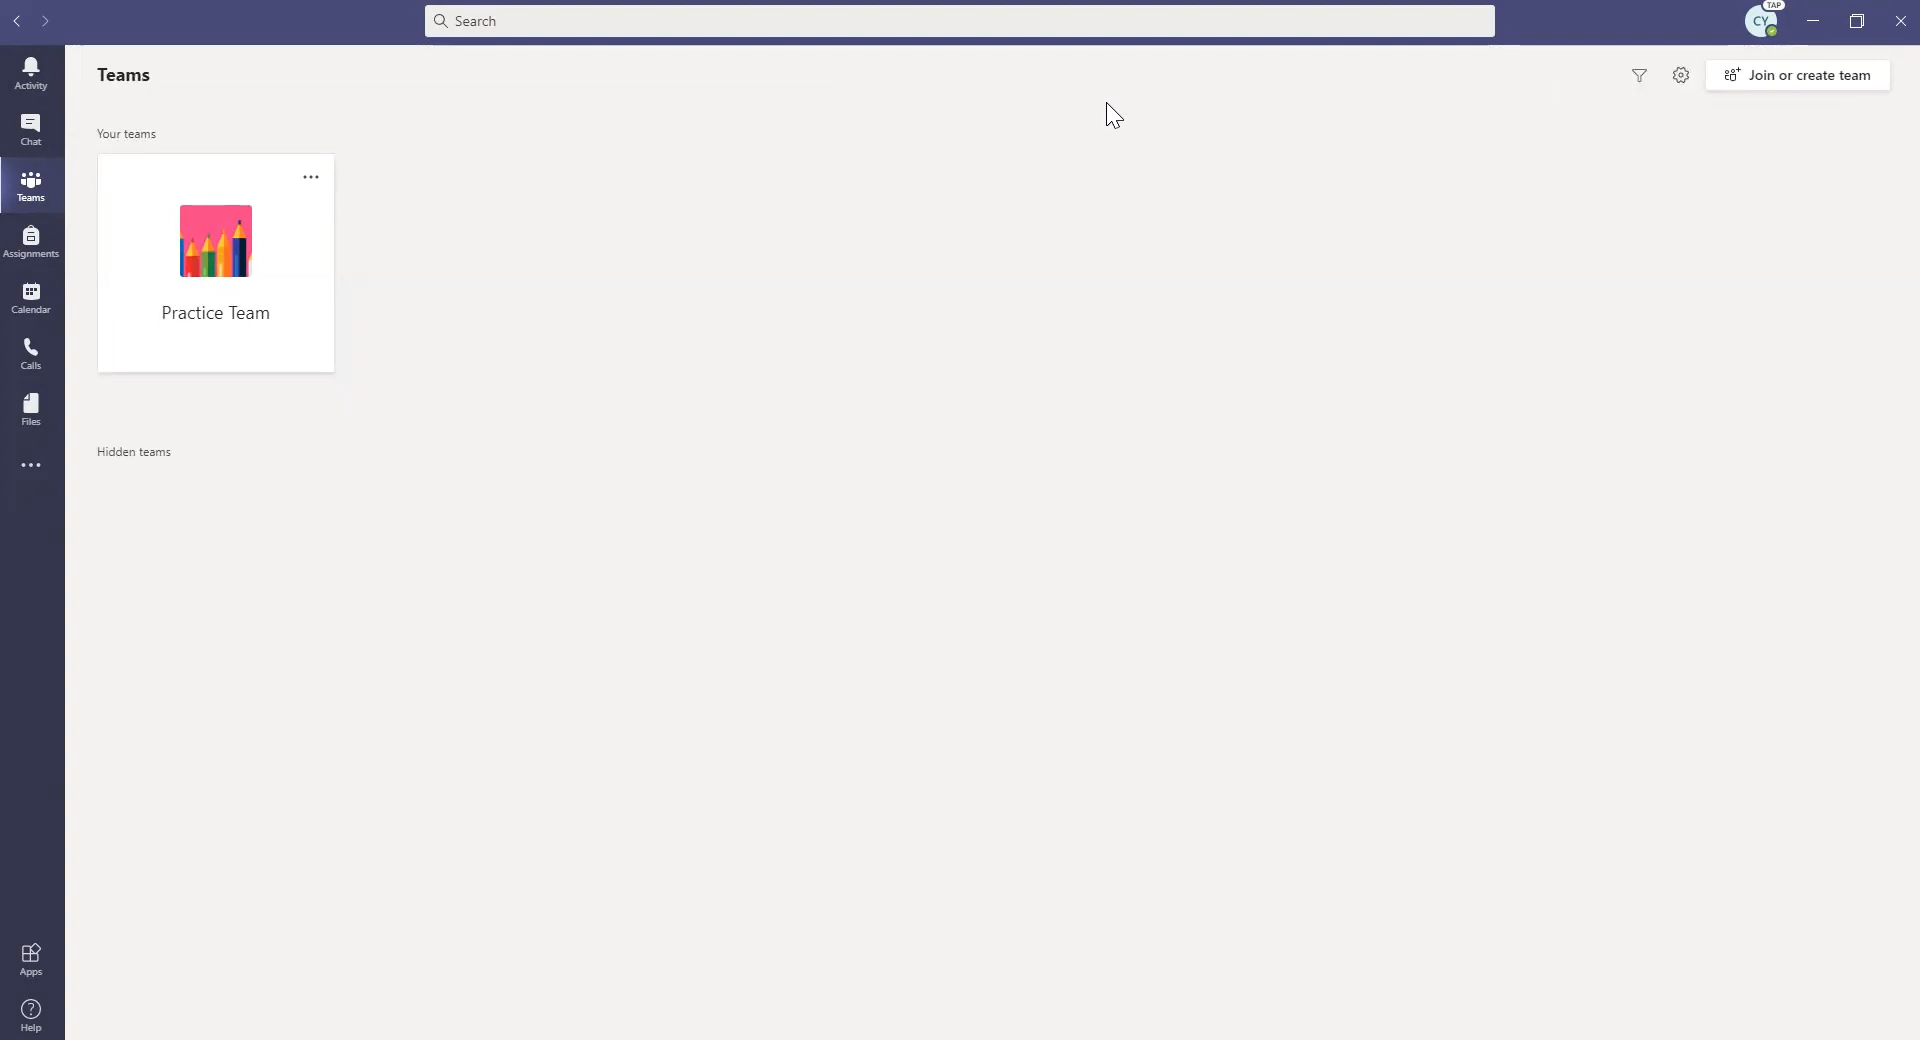 Search
CY
TAP
Activity
Chat
Teams
Assignments
Calendar
Calls
Files
Apps
Help
Teams
Join or create team
Your teams
Practice Team
Hidden teams